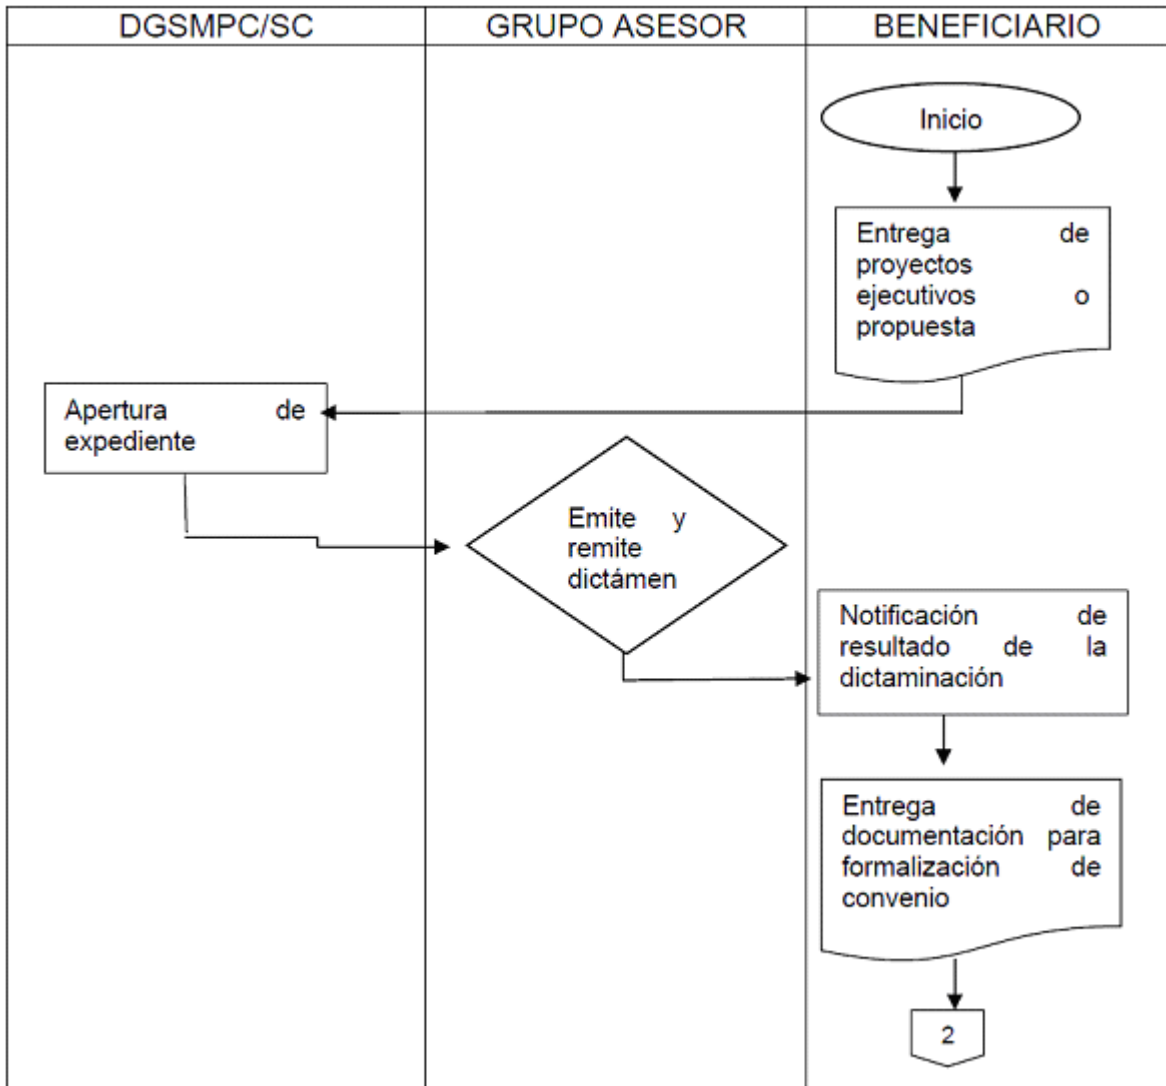 DGSMPC/SC
GRUPO ASESOR
BENEFICIARIO
Inicio
Entrega de
proyectos
ejecutivos o
propuesta
Apertura de
expediente
Emite y
remite
dictámen
Notificación de
resultado de la
dictaminación
Entrega de
documentación para
formalización de
convenio
2